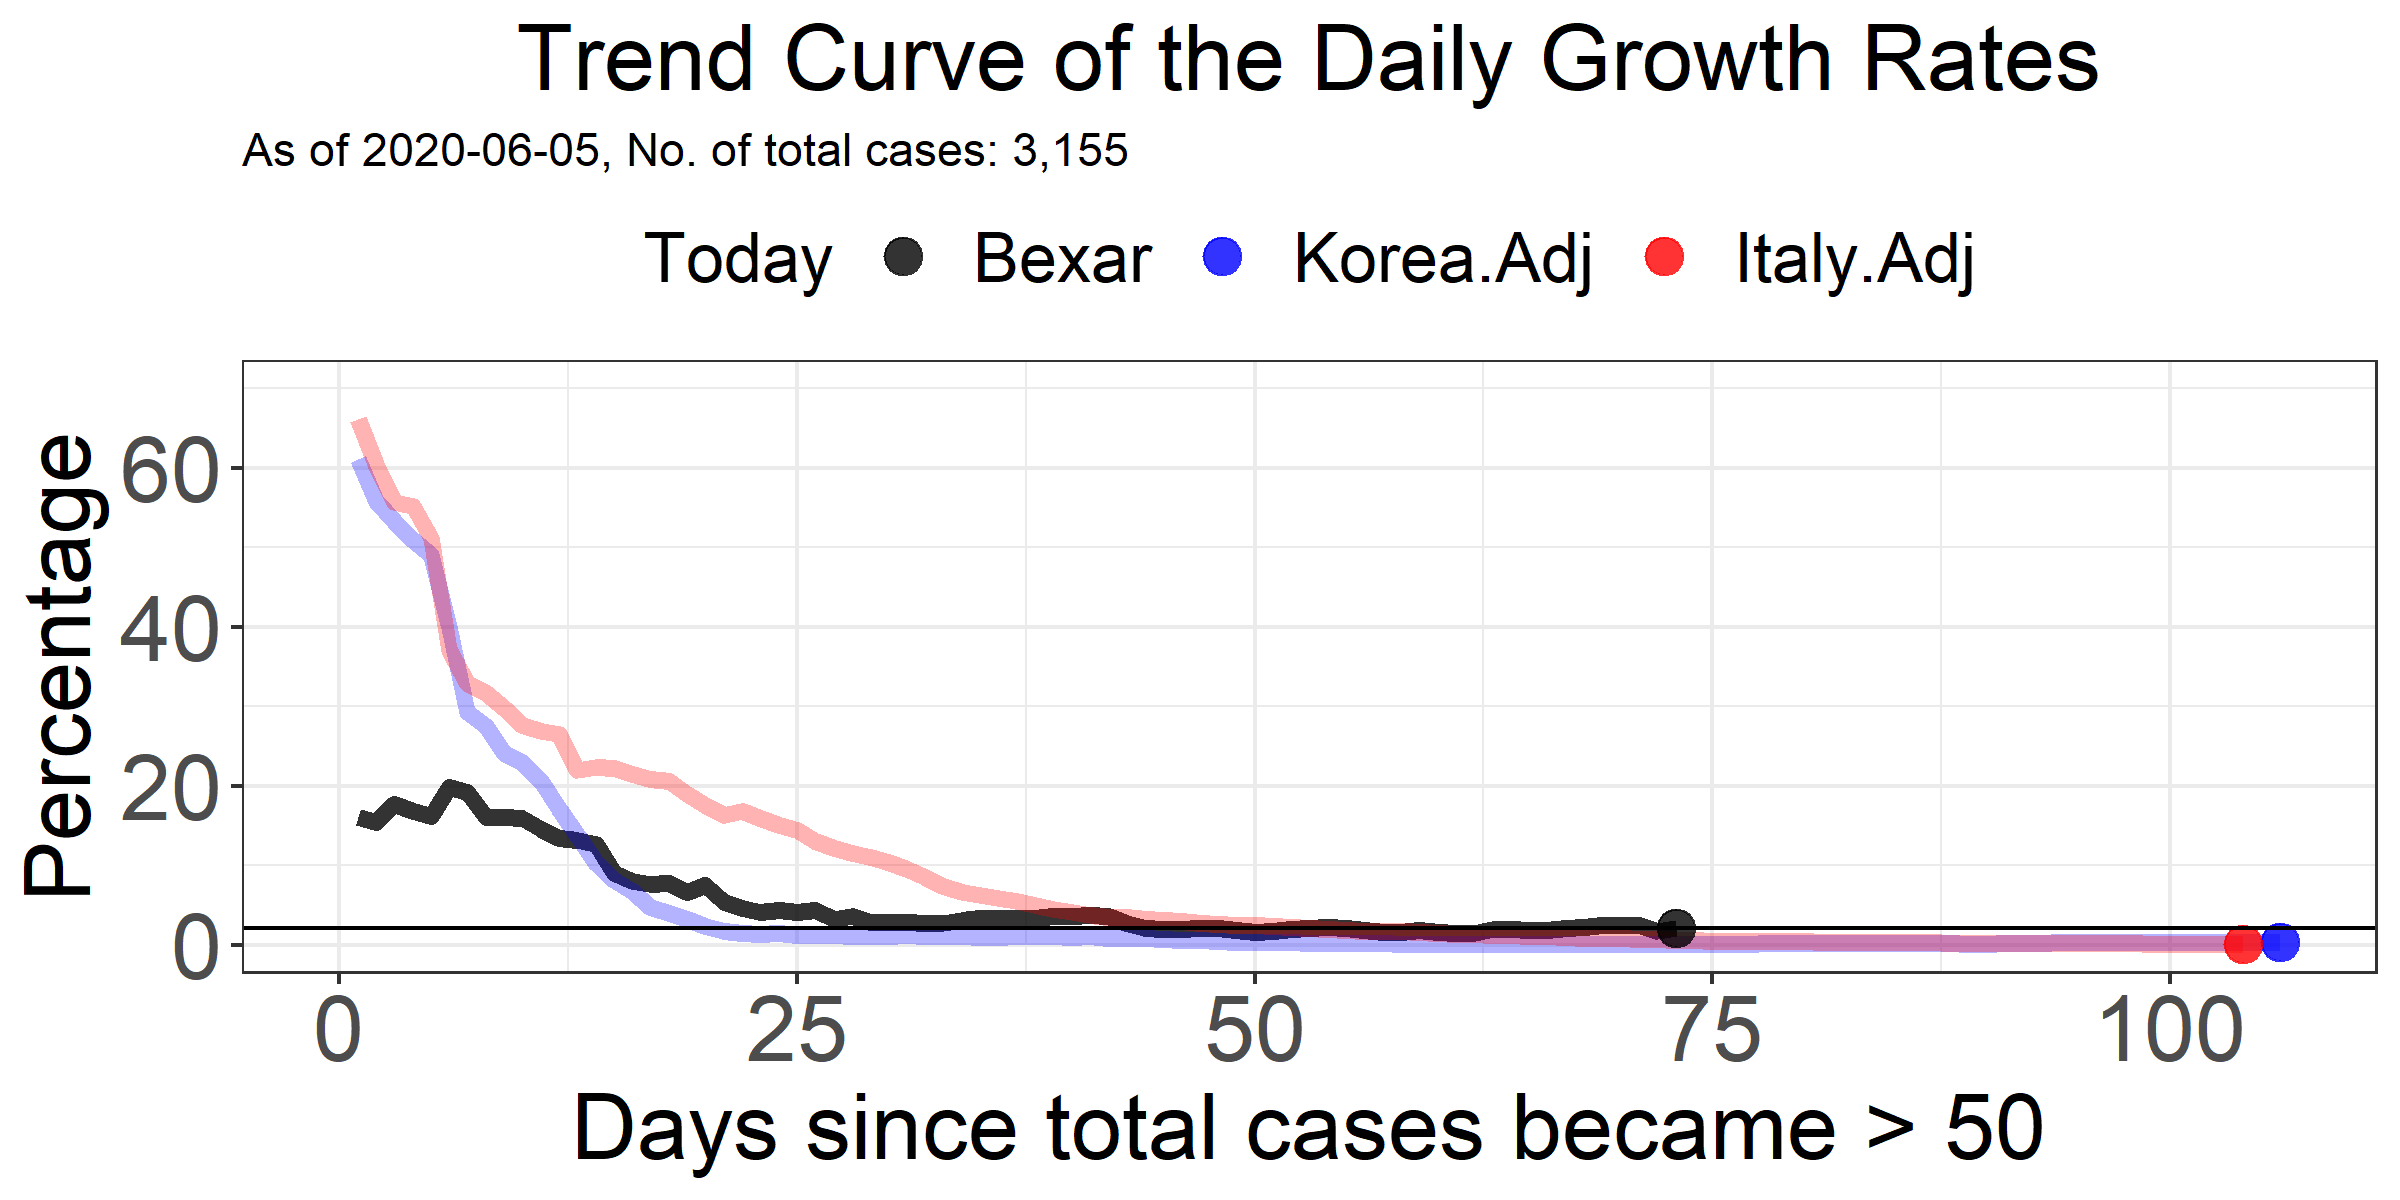 Trend Curve of the Daily Growth Rates
As of 2020-06-05, No. of total cases: 3,155
Today Bexar Korea.Adj Italy.Adj
Percentage
60
40
20
0
0 25 50 75 100
Days since total cases became > 50